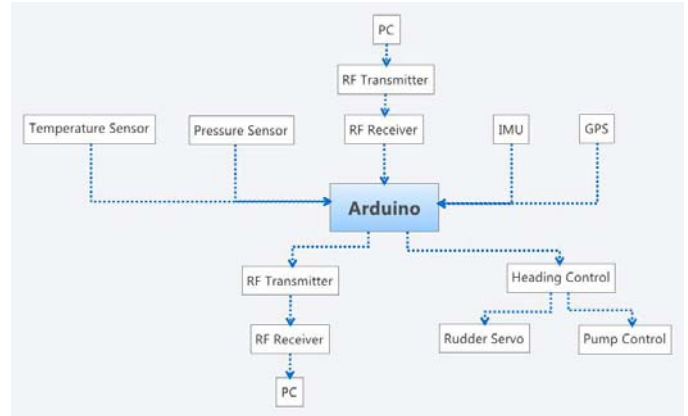 PC
RF Transmitter
Temperature Sensor
Pressure Sensor
RF Receiver
IMU
GPS
Arduino
RF Transmitter
Heading Control
RF Receiver
Rudder Servo
Pump Control
PC